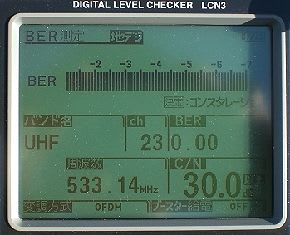 DIGITAL LEVEL CHECKER LCN3
BER測定 地デジ
-2 -3 -4 -5 -6 -7
BER
決定:コンスタレーション
バンド名 ch BER
UHF 23 0.00
周波数 C/N
533.14MHz 30.0
変調方式 OFDM ブースター給電 OFF